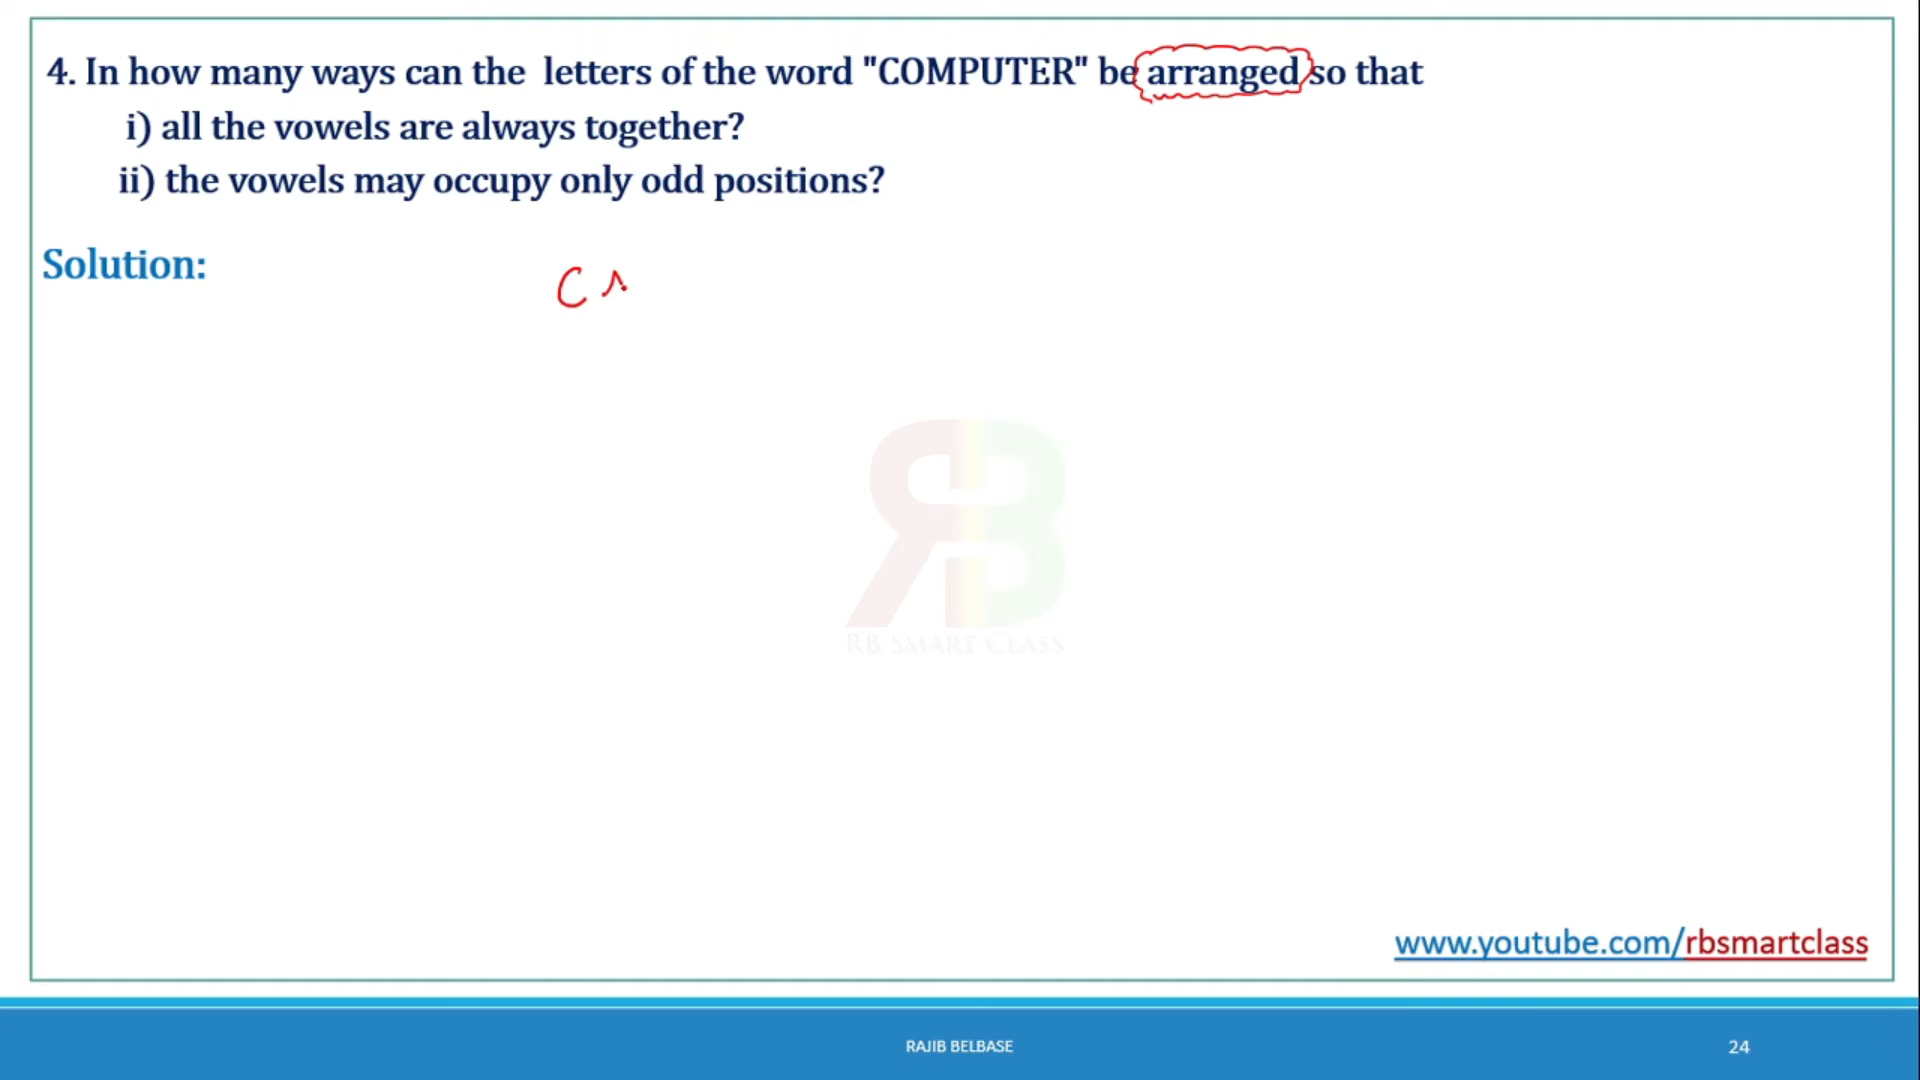 4. In how many ways can the letters of the word "COMPUTER" be arranged so that
i) all the vowels are always together?
ii) the vowels may occupy only odd positions?
Solution:
C
RB SMART CLASS
www.youtube.com/rbsmartclass
RAJIB BELBASE
24